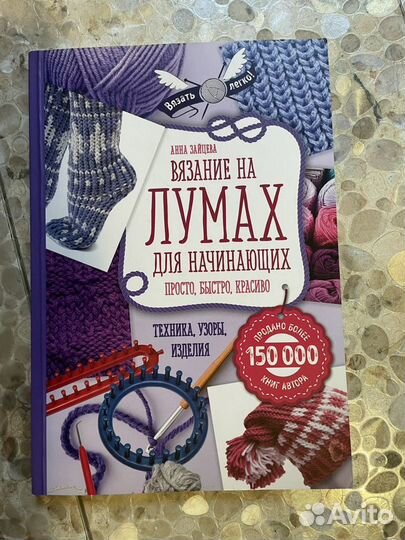 Вязать легко!
АННА ЗАЙЦЕВА
ВЯЗАНИЕ НА
ЛУМАХ
ДЛЯ НАЧИНАЮЩИХ
ПРОСТО, БЫСТРО, КРАСИВО
ТЕХНИКА, УЗОРЫ,
ИЗДЕЛИЯ
ПРОДАНО БОЛЕЕ
150 000
КНИГ АВТОРА
Avito